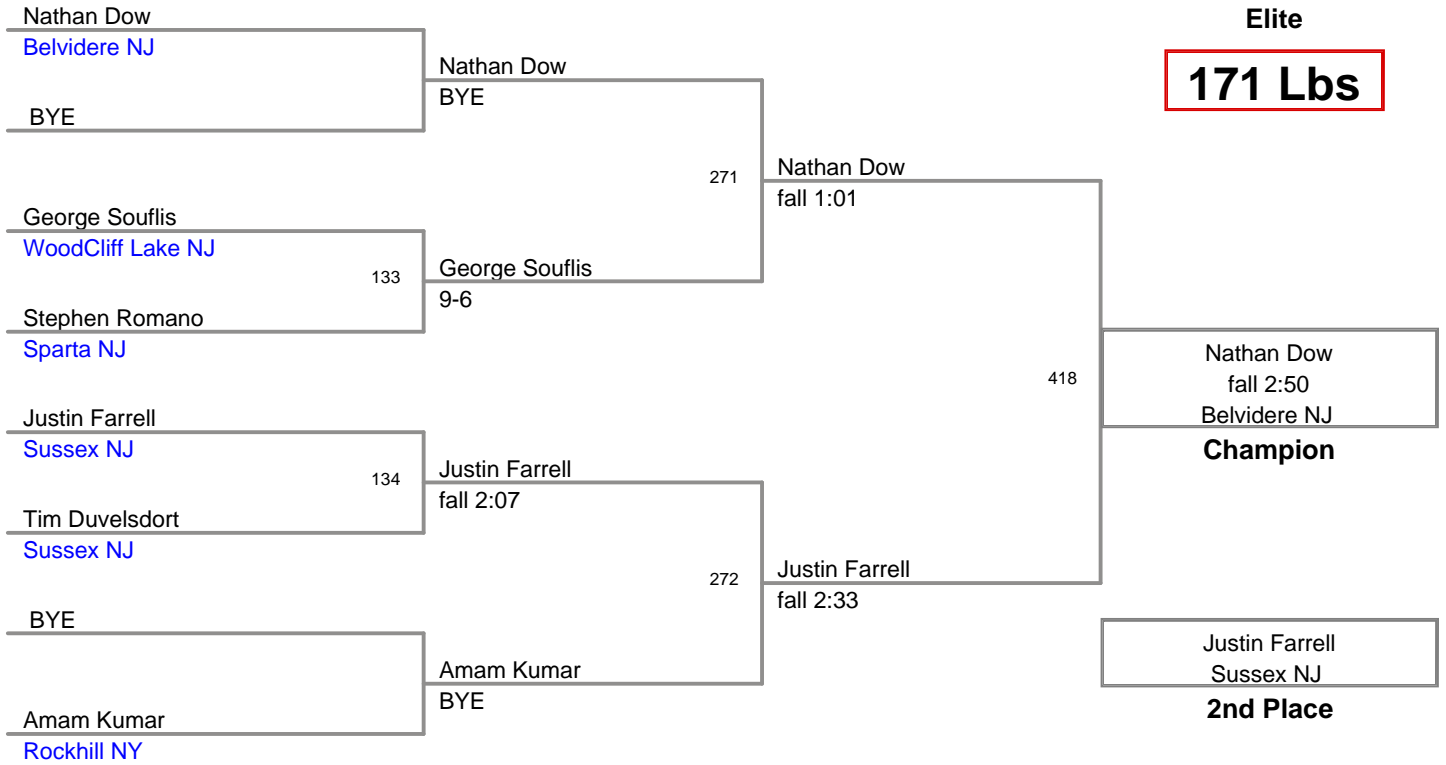 Nathan Dow
Belvidere NJ
BYE
George Souflis
WoodCliff Lake NJ
133
Stephen Romano
Sparta NJ
Justin Farrell
Sussex NJ
134
Tim Duvelsdort
Sussex NJ
BYE
Amam Kumar
Rockhill NY
Nathan Dow
BYE
271
George Souflis
9-6
Justin Farrell
fall 2:07
272
Amam Kumar
BYE
Nathan Dow
fall 1:01
418
Justin Farrell
fall 2:33
Elite
171 Lbs
Nathan Dow
fall 2:50
Belvidere NJ
Champion
Justin Farrell
Sussex NJ
2nd Place